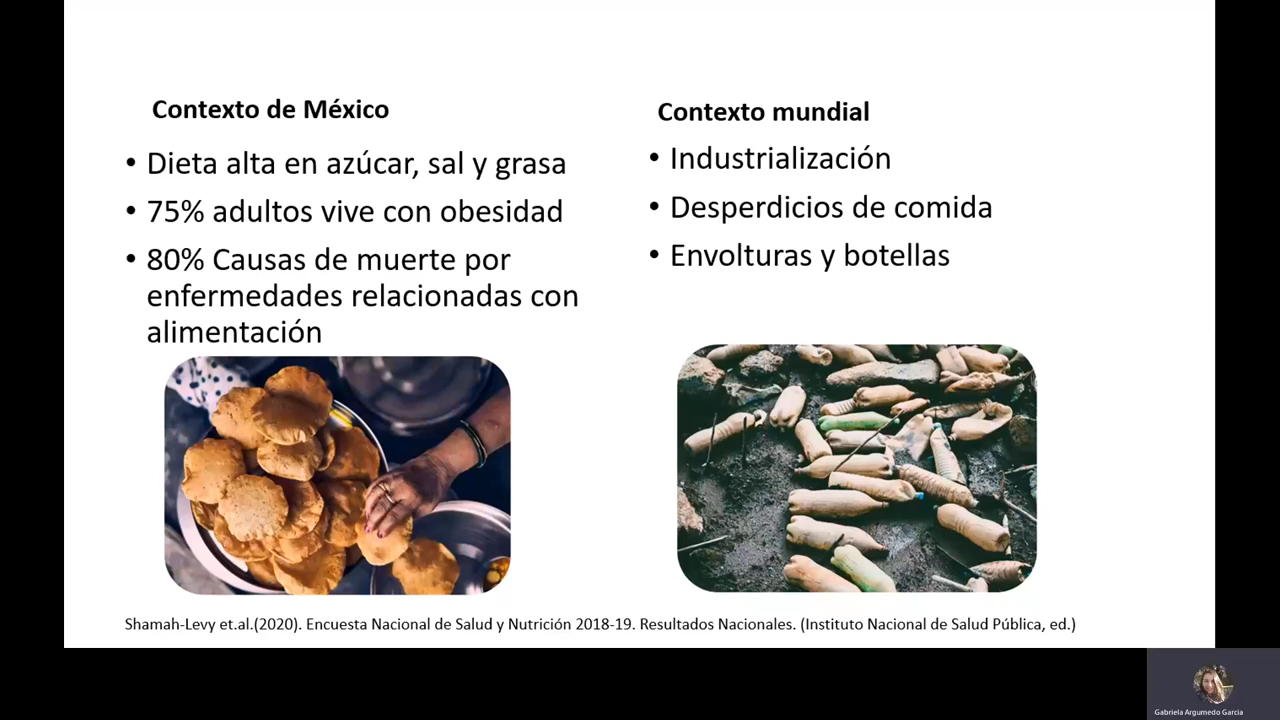 Contexto de México
• Dieta alta en azúcar, sal y grasa
• 75% adultos vive con obesidad
• 80% Causas de muerte por
enfermedades relacionadas con
alimentación
Contexto mundial
• Industrialización
• Desperdicios de comida
• Envolturas y botellas
Shamah-Levy et.al.(2020). Encuesta Nacional de Salud y Nutrición 2018-19. Resultados Nacionales. (Instituto Nacional de Salud Pública, ed.)
Gabriela Argumedo Garcia